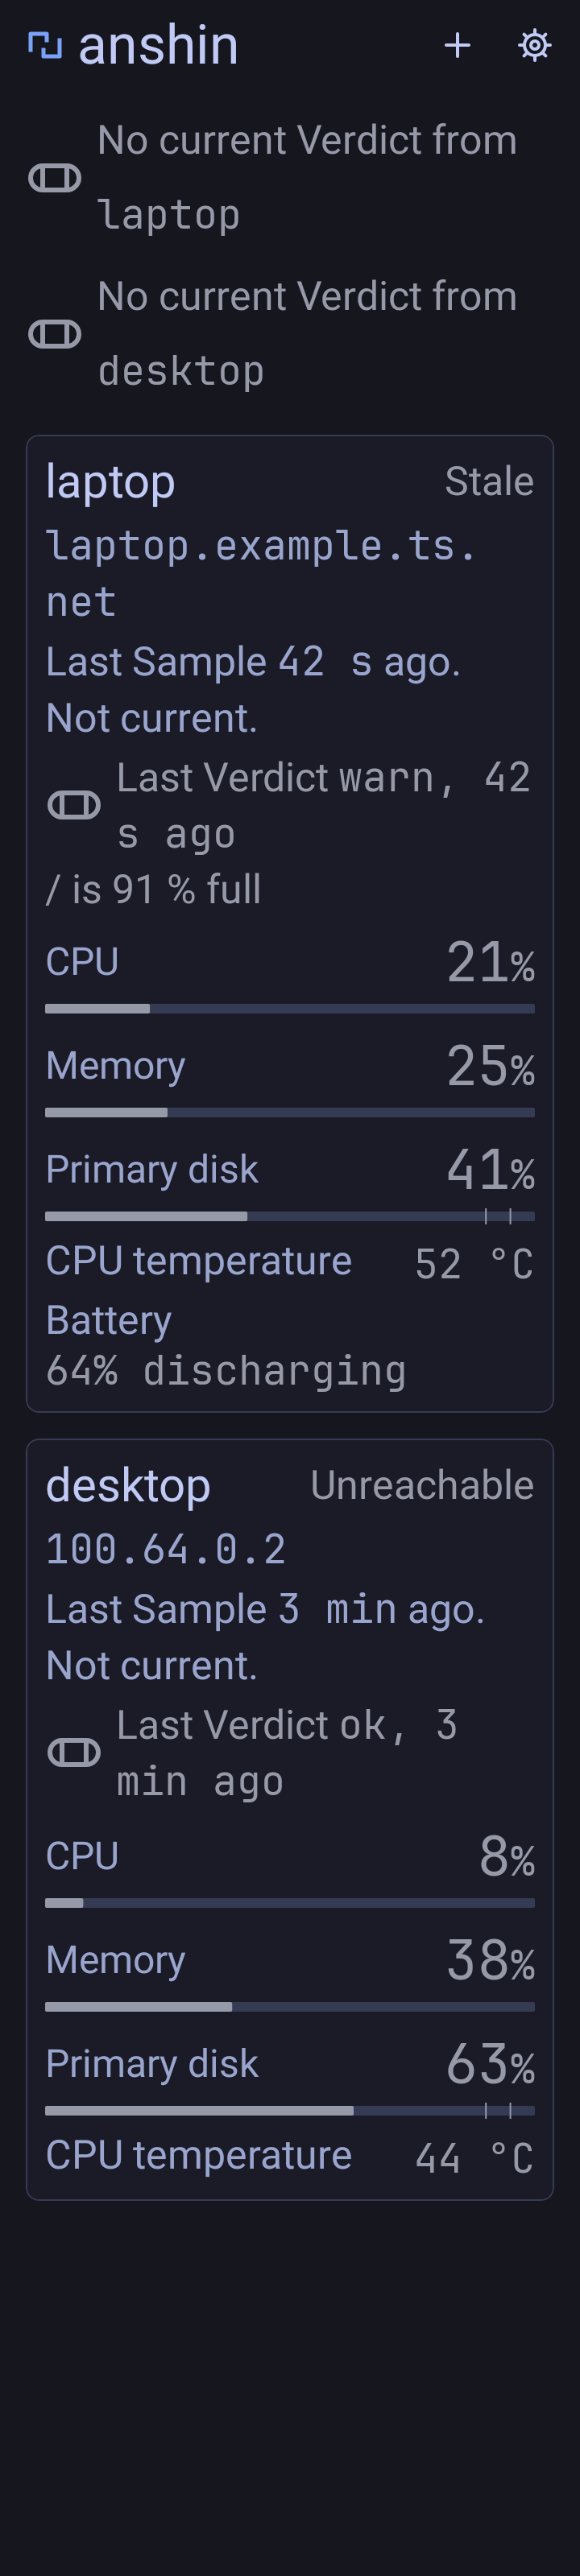 anshin
No current Verdict from
laptop
No current Verdict from
desktop
laptop Stale
laptop.example.ts.
net
Last Sample 42 s ago.
Not current.
Last Verdict warn, 42
s ago
/ is 91 % full
CPU 21%
Memory 25%
Primary disk 41%
CPU temperature 52 °C
Battery
64% discharging
desktop Unreachable
100.64.0.2
Last Sample 3 min ago.
Not current.
Last Verdict ok, 3
min ago
CPU 8%
Memory 38%
Primary disk 63%
CPU temperature 44 °C